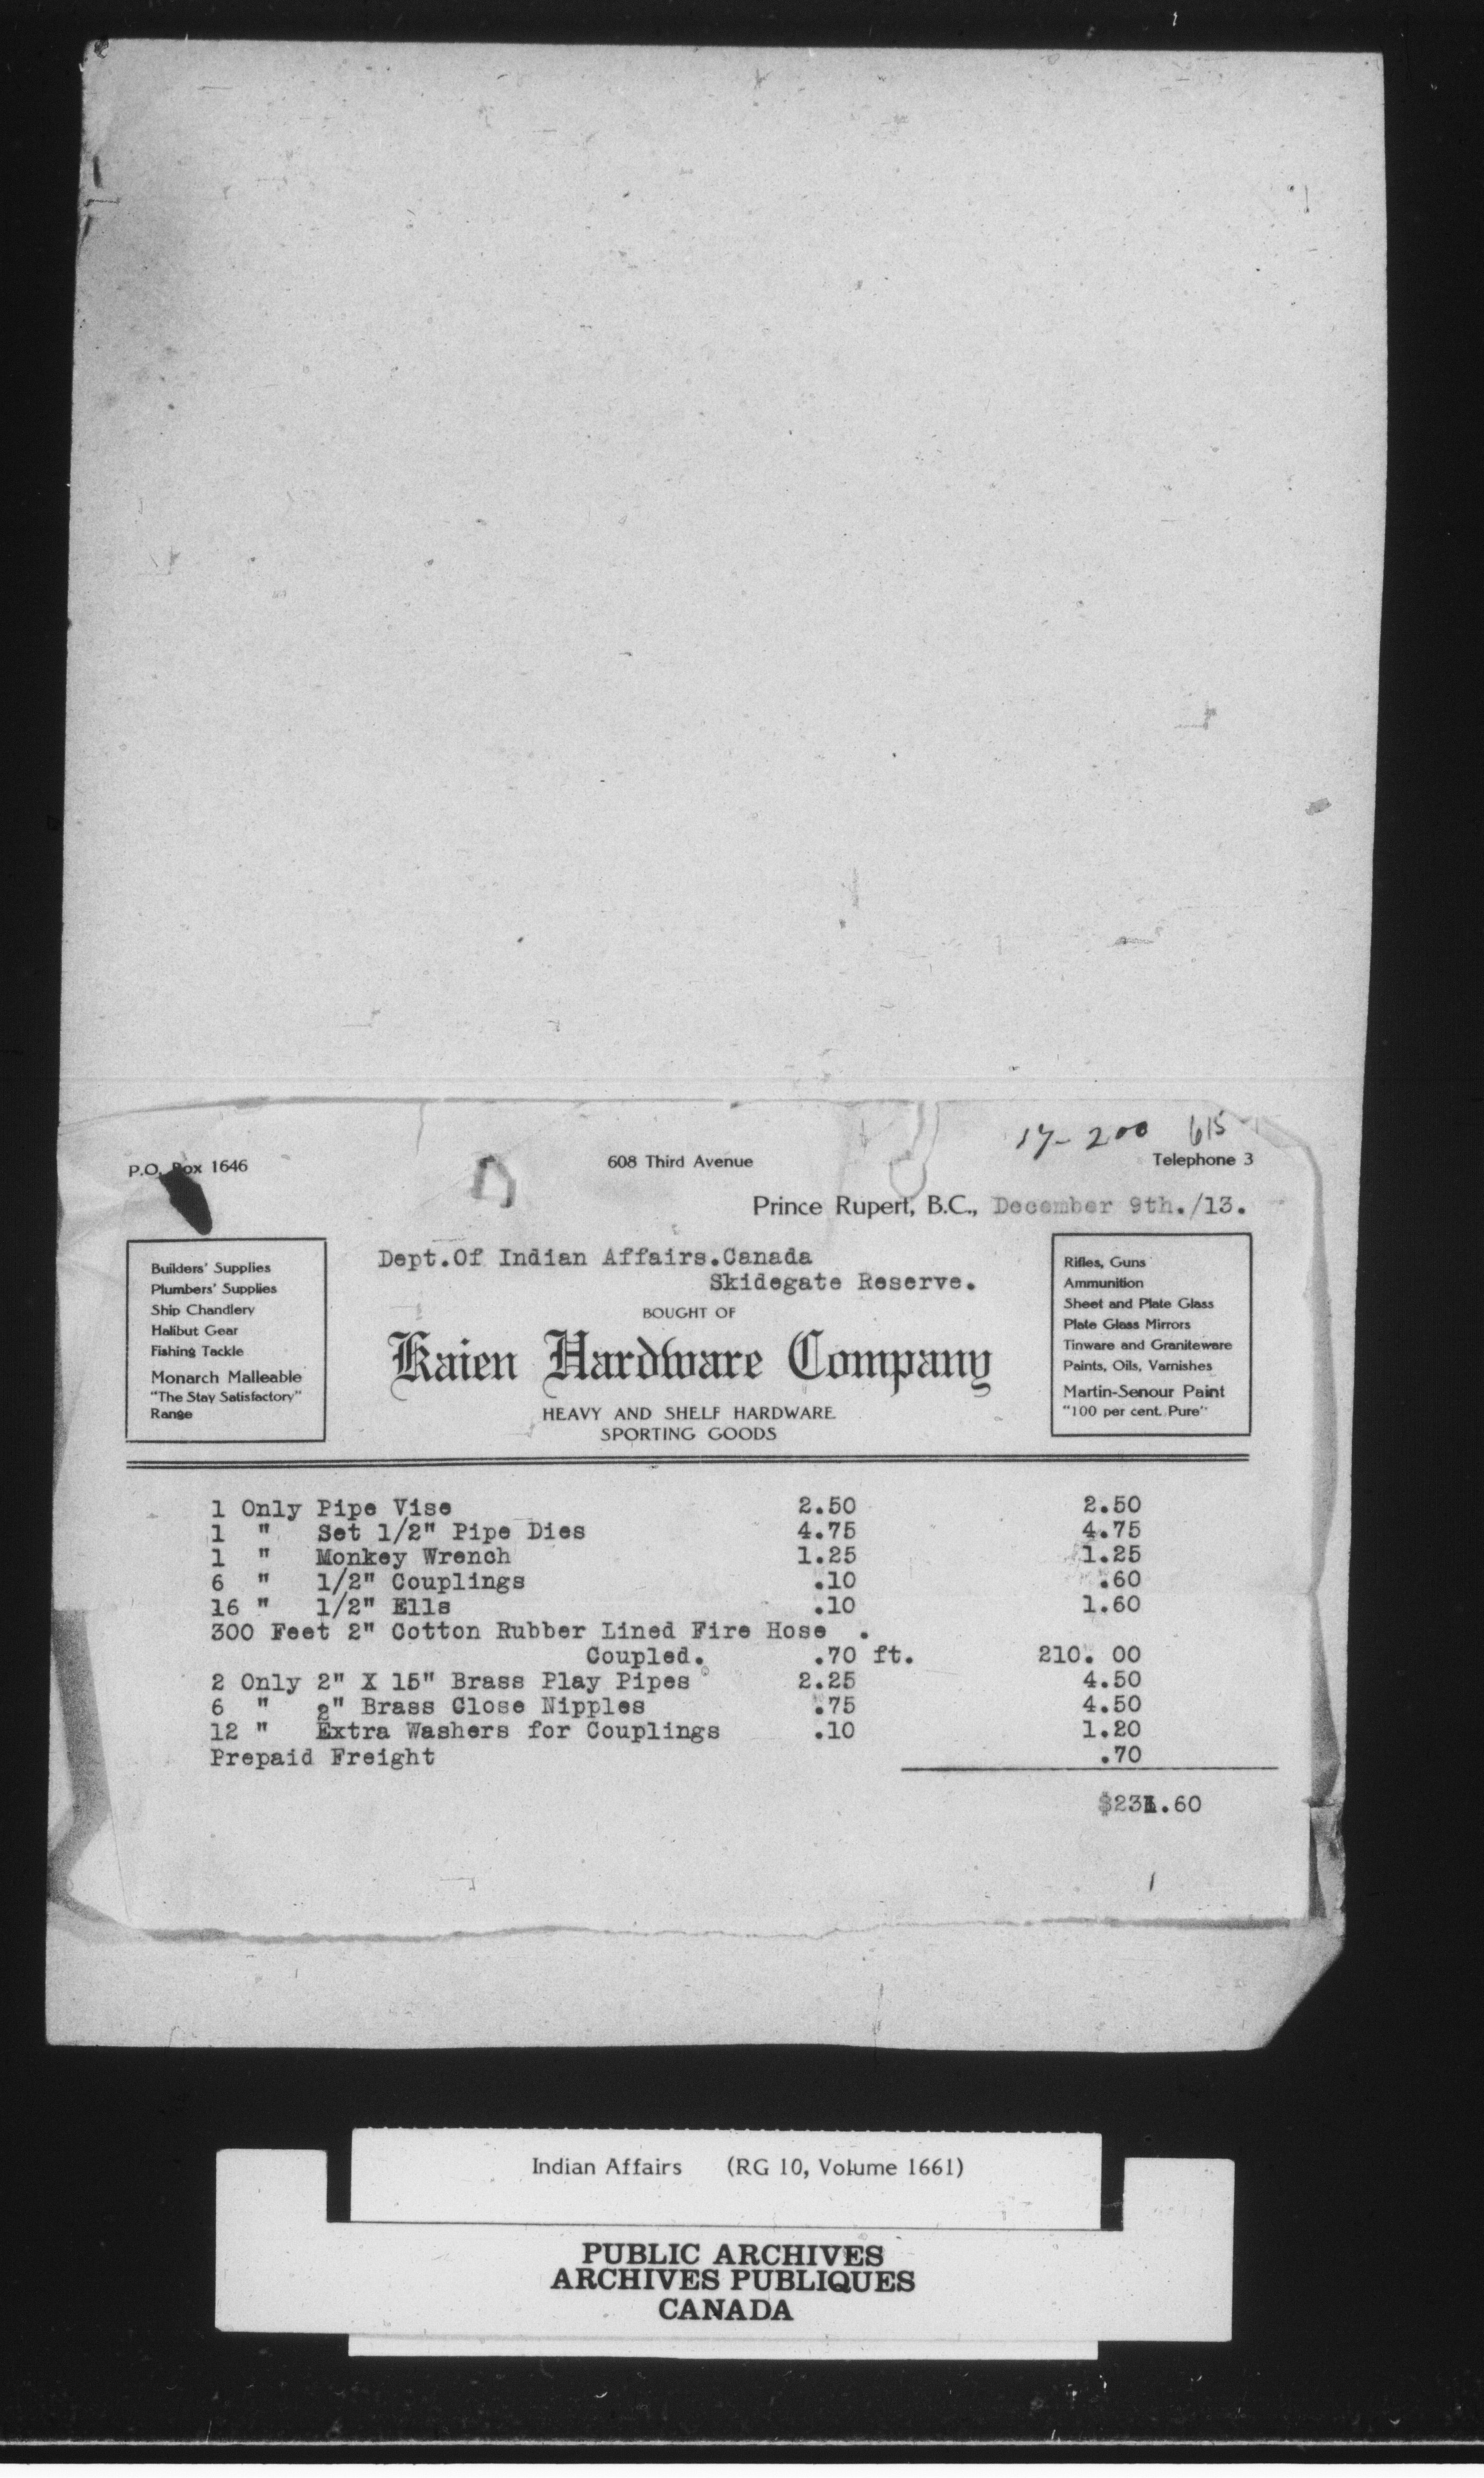 17-200 615
P.O. Box 1646 608 Third Avenue Telephone 3
Prince Rupert, B.C., December 9th./13.
Dept.Of Indian Affairs.Canada
Skidegate Reserve.
BOUGHT OF
Kaien Hardware Company
HEAVY AND SHELF HARDWARE
SPORTING GOODS
Builders' Supplies
Plumbers' Supplies
Ship Chandlery
Halibut Gear
Fishing Tackle
Monarch Malleable
"The Stay Satisfactory"
Range
Rifles, Guns
Ammunition
Sheet and Plate Glass
Plate Glass Mirrors
Tinware and Graniteware
Paints, Oils, Varnishes
Martin-Senour Paint
"100 per cent. Pure"
1 Only Pipe Vise 2.50 2.50
1 " Set 1/2" Pipe Dies 4.75 4.75
1 " Monkey Wrench 1.25 1.25
6 " 1/2" Couplings .10 .60
16 " 1/2" Ells .10 1.60
300 Feet 2" Cotton Rubber Lined Fire Hose .
Coupled. .70 ft. 210. 00
2 Only 2" X 15" Brass Play Pipes 2.25 4.50
6 " 2" Brass Close Nipples .75 4.50
12 " Extra Washers for Couplings .10 1.20
Prepaid Freight .70
$231.60
Indian Affairs (RG 10, Volume 1661)
PUBLIC ARCHIVES
ARCHIVES PUBLIQUES
CANADA